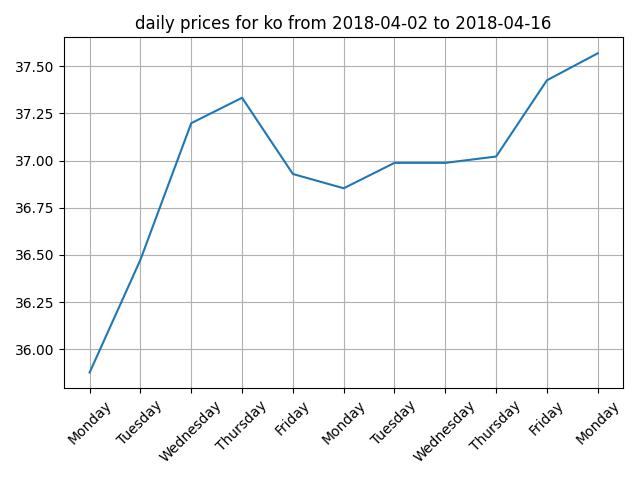 daily prices for ko from 2018-04-02 to 2018-04-16
37.50
37.25
37.00
36.75
36.50
36.25
36.00
Monday
Tuesday
Wednesday
Thursday
Friday
Monday
Tuesday
Wednesday
Thursday
Friday
Monday